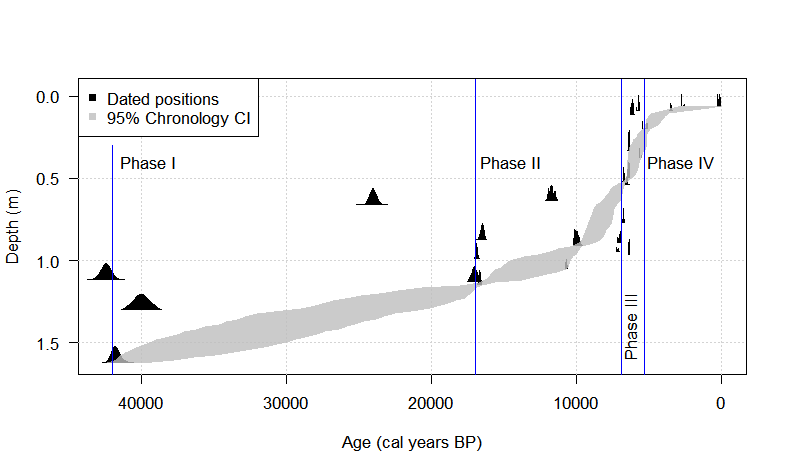 0.0
0.5
1.0
1.5
Depth (m)
Dated positions
95% Chronology CI
Phase I
Phase II
Phase III
Phase IV
40000
30000
20000
10000
0
Age (cal years BP)